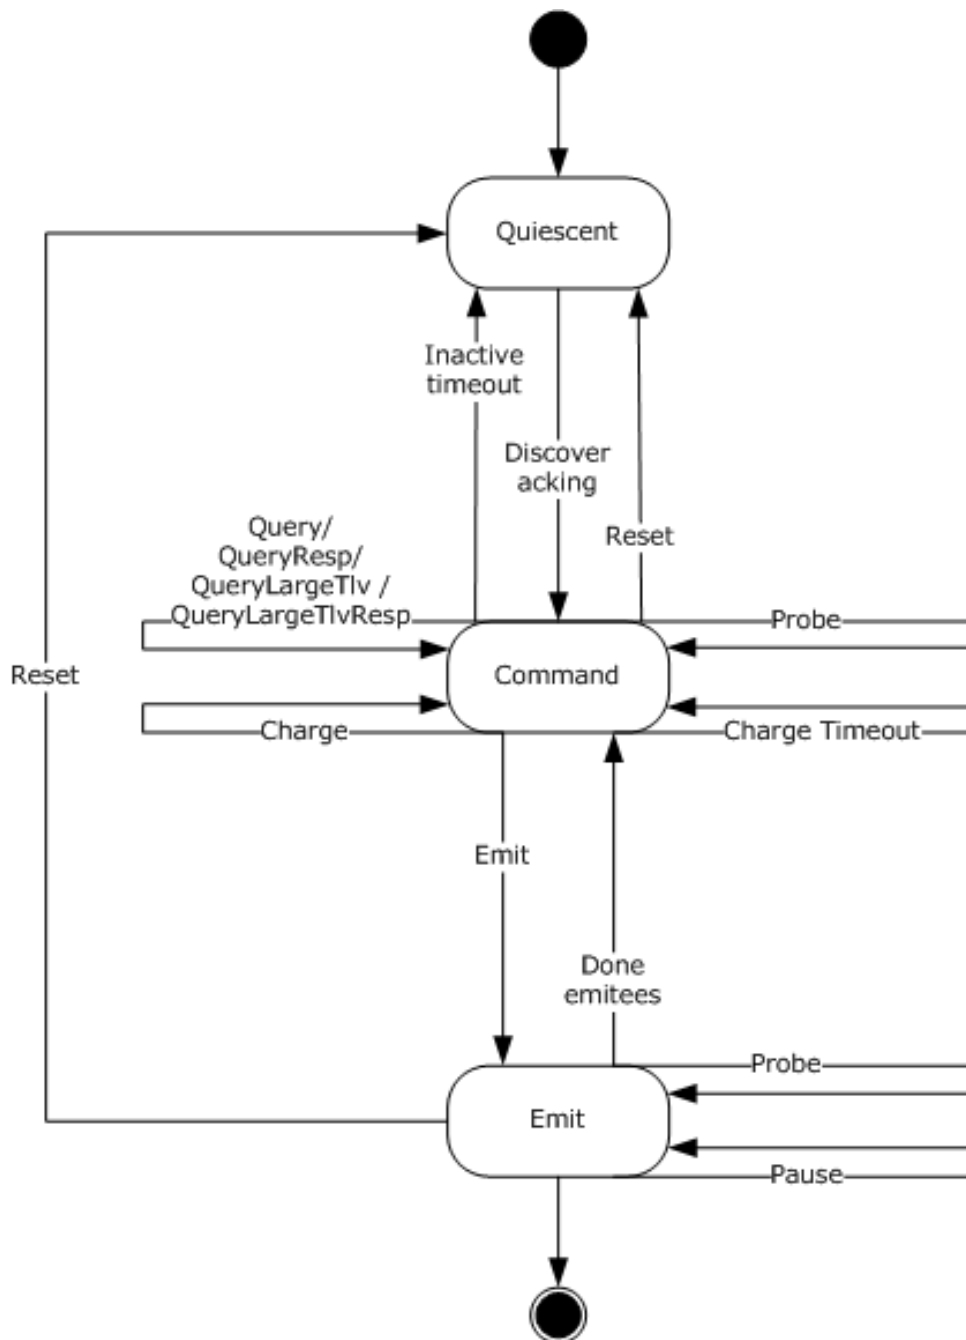 Quiescent
Inactive
timeout
Discover
acking
Reset
Query/
QueryResp/
QueryLargeTlv /
QueryLargeTlvResp
Probe
Reset
Command
Charge
Charge Timeout
Emit
Done
emitees
Probe
Emit
Pause